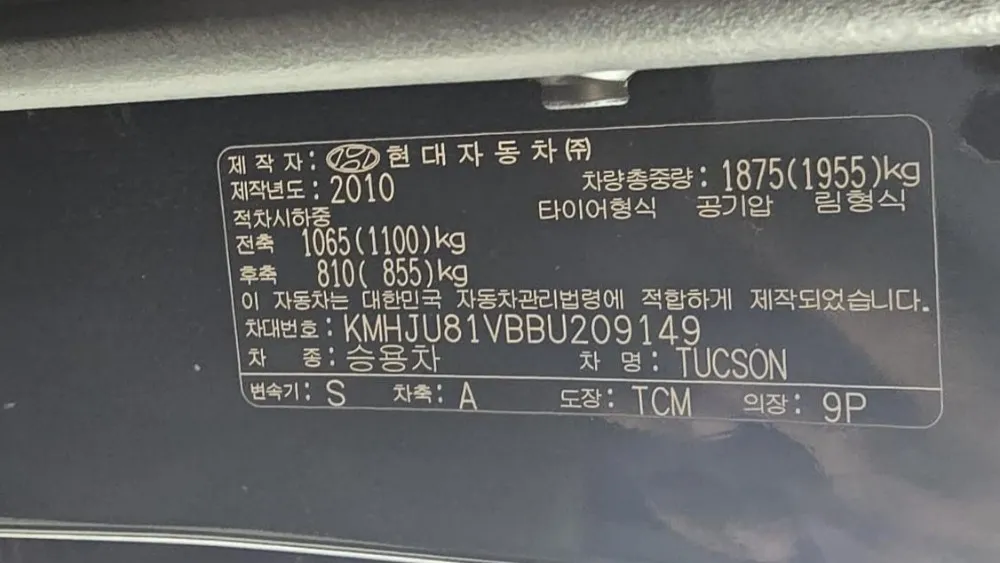 제 작 자 : 현 대 자 동 차 ㈜
제작년도 : 2010 차량총중량 : 1875(1955)kg
적차시하중 타이어형식 공기압 림형식
전축 1065(1100)kg
후축 810( 855)kg
이 자동차는 대한민국 자동차관리법령에 적합하게 제작되었습니다.
차대번호 : KMHJU81VBBU209149
차 종 : 승용차 차 명 : TUCSON
변속기 : S 차축 : A 도장 : TCM 의장 : 9P